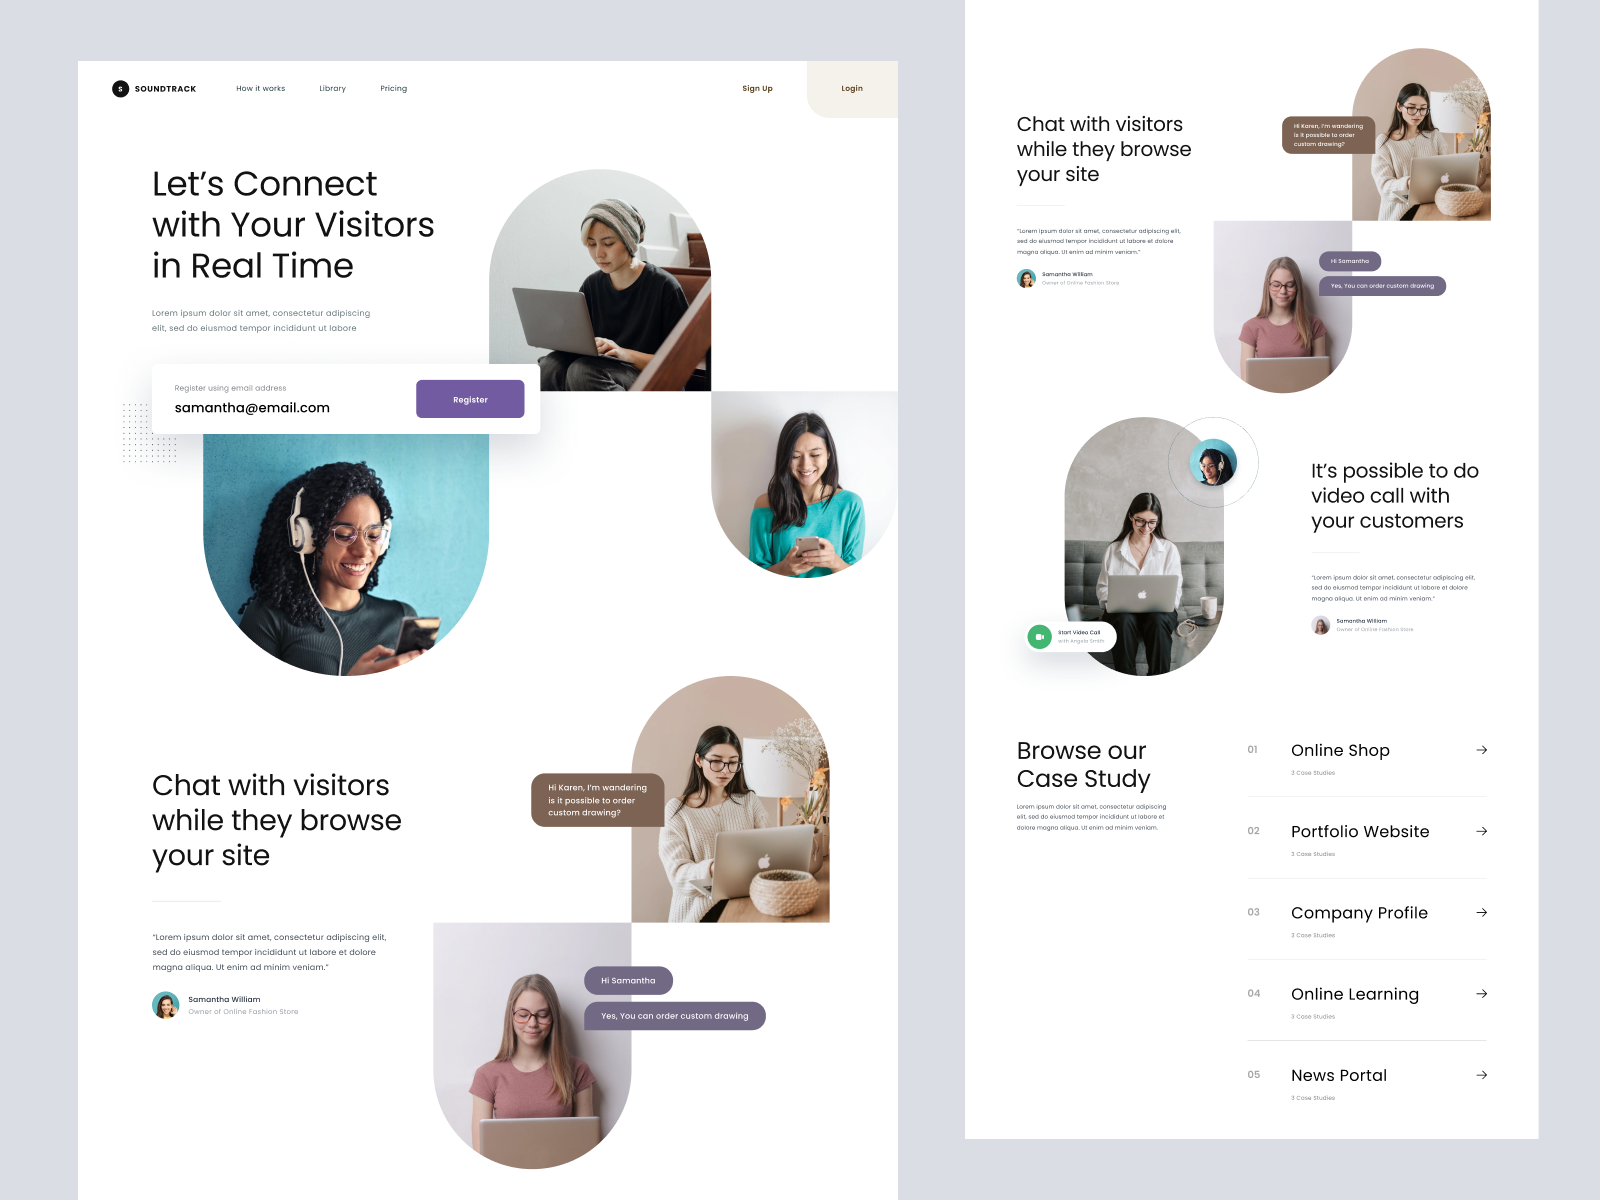 S SOUNDTRACK How it works Library Pricing Sign Up Login
Let's Connect
with Your Visitors
in Real Time
Lorem ipsum dolor sit amet, consectetur adipiscing
elit, sed do eiusmod tempor incididunt ut labore
Register using email address
samantha@email.com
Register
Chat with visitors
while they browse
your site
"Lorem ipsum dolor sit amet, consectetur adipiscing elit,
sed do eiusmod tempor incididunt ut labore et dolore
magna aliqua. Ut enim ad minim veniam."
Samantha William
Owner of Online Fashion Store
Hi Karen, I'm wandering
is it possible to order
custom drawing?
Hi Samantha
Yes, You can order custom drawing
Chat with visitors
while they browse
your site
"Lorem ipsum dolor sit amet, consectetur adipiscing elit,
sed do eiusmod tempor incididunt ut labore et dolore
magna aliqua. Ut enim ad minim veniam."
Samantha William
Owner of Online Fashion Store
Hi Karen, I'm wandering
is it possible to order
custom drawing?
Hi Samantha
Yes, You can order custom drawing
Start Video Call
with Angela Smith
It's possible to do
video call with
your customers
"Lorem ipsum dolor sit amet, consectetur adipiscing elit,
sed do eiusmod tempor incididunt ut labore et dolore
magna aliqua. Ut enim ad minim veniam."
Samantha William
Owner of Online Fashion Store
Browse our
Case Study
Lorem ipsum dolor sit amet, consectetur adipiscing
elit, sed do eiusmod tempor incididunt ut labore et
dolore magna aliqua. Ut enim ad minim veniam.
01 Online Shop
3 Case Studies
02 Portfolio Website
3 Case Studies
03 Company Profile
3 Case Studies
04 Online Learning
3 Case Studies
05 News Portal
3 Case Studies